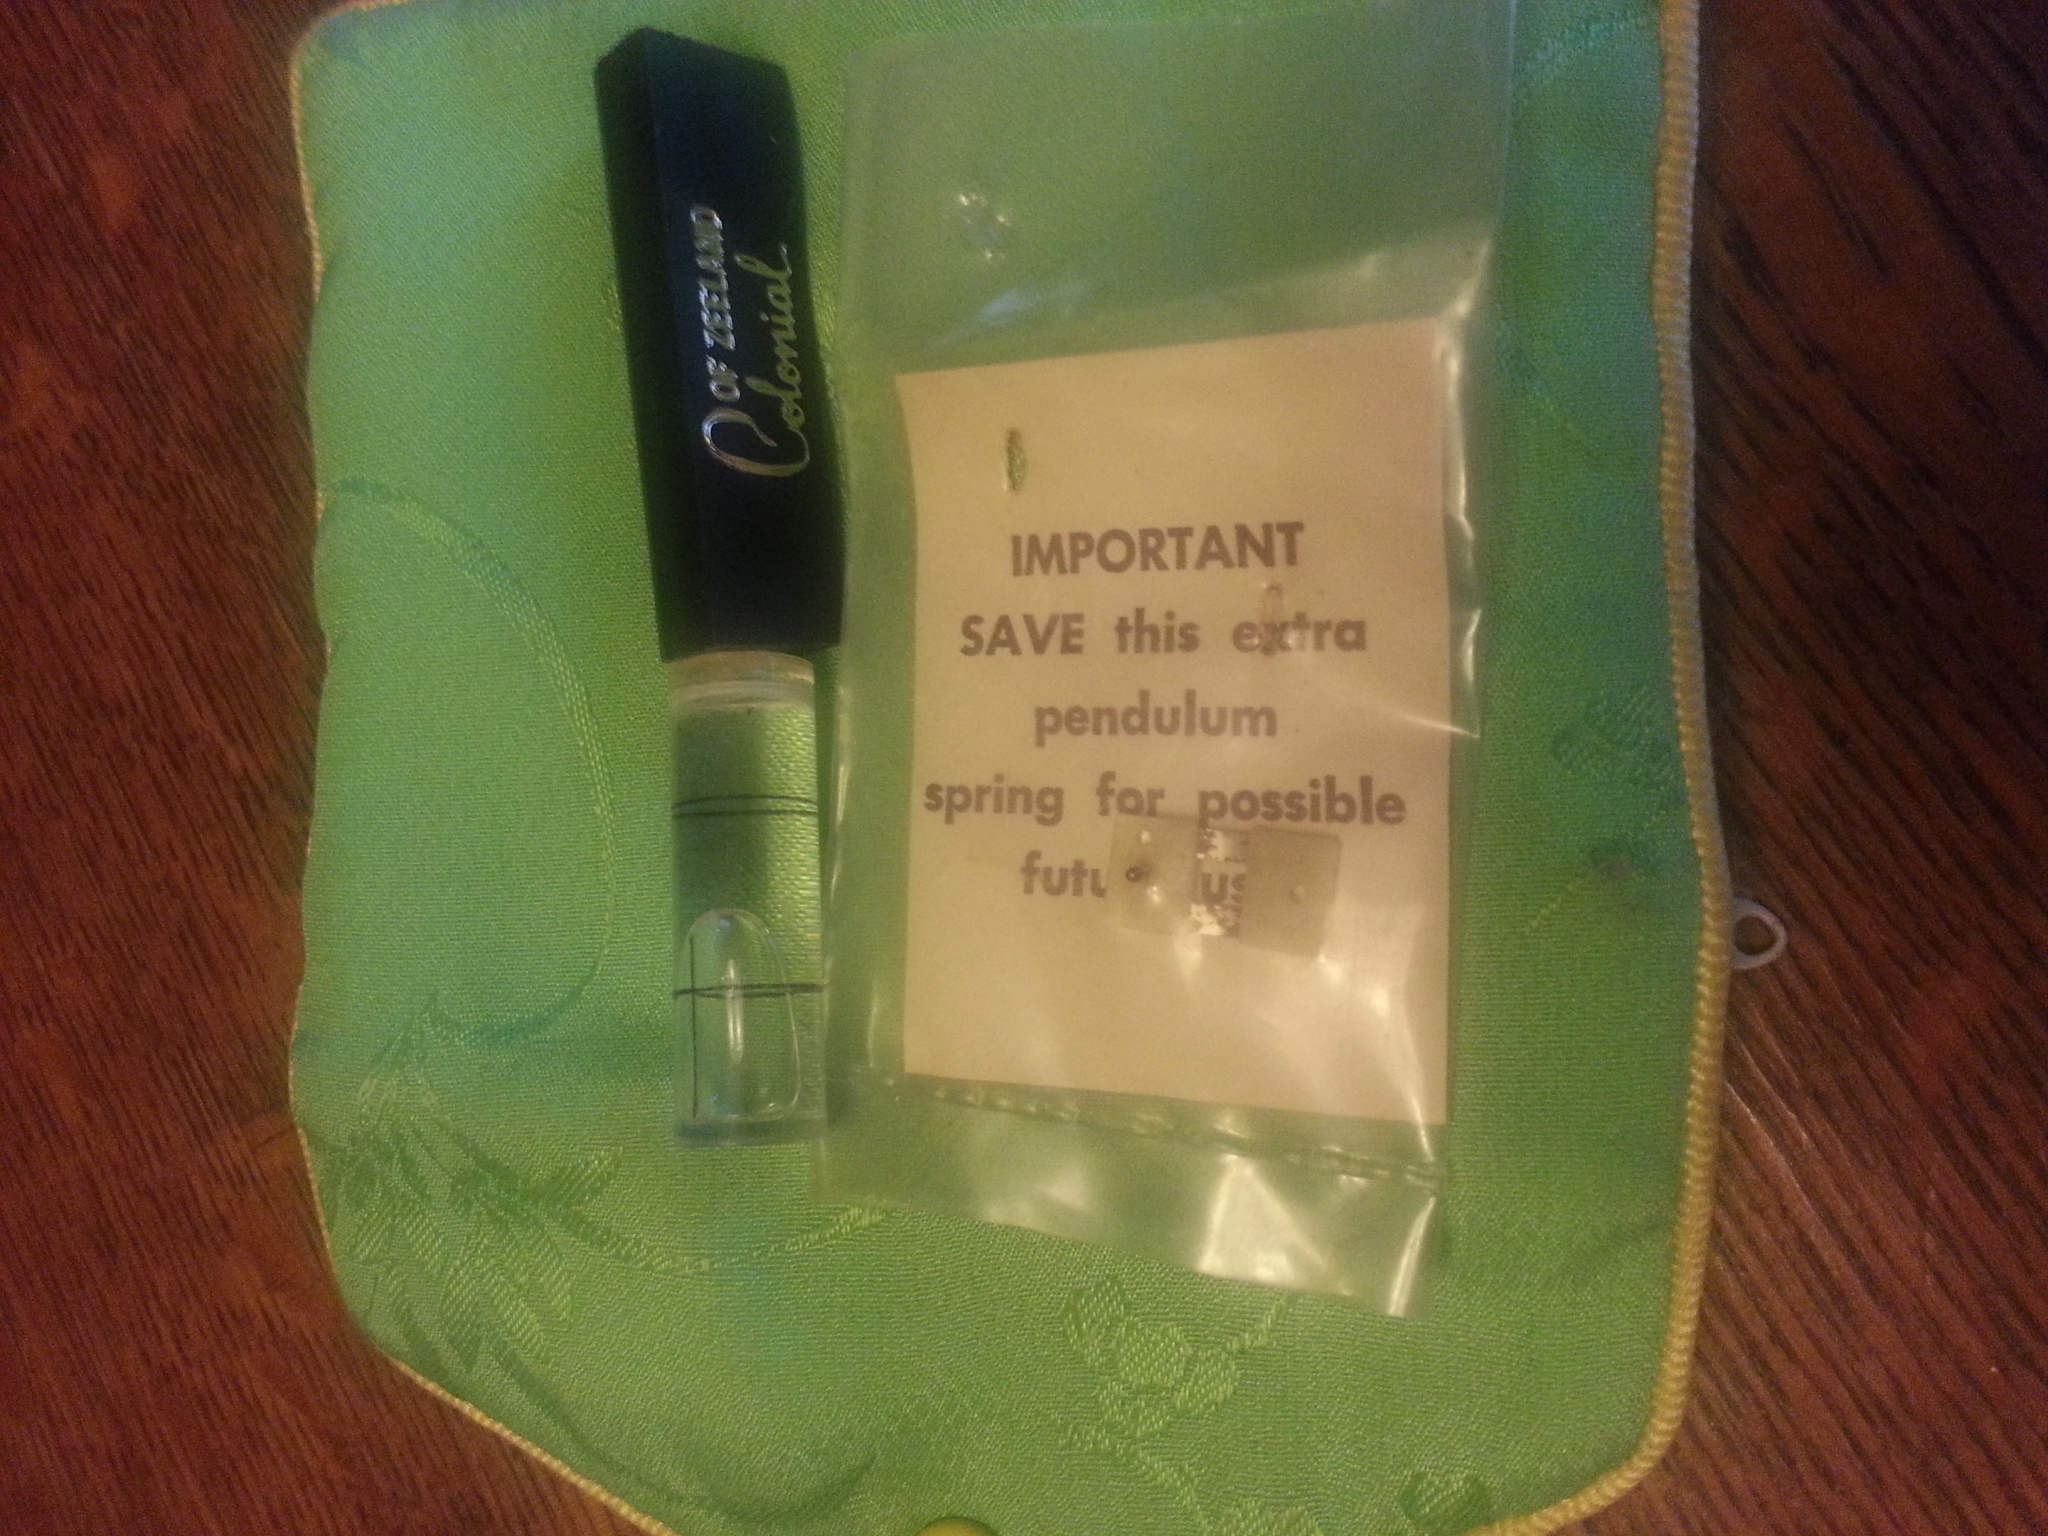 Colonial
OF ZEELAND
IMPORTANT
SAVE this extra
pendulum
spring for possible